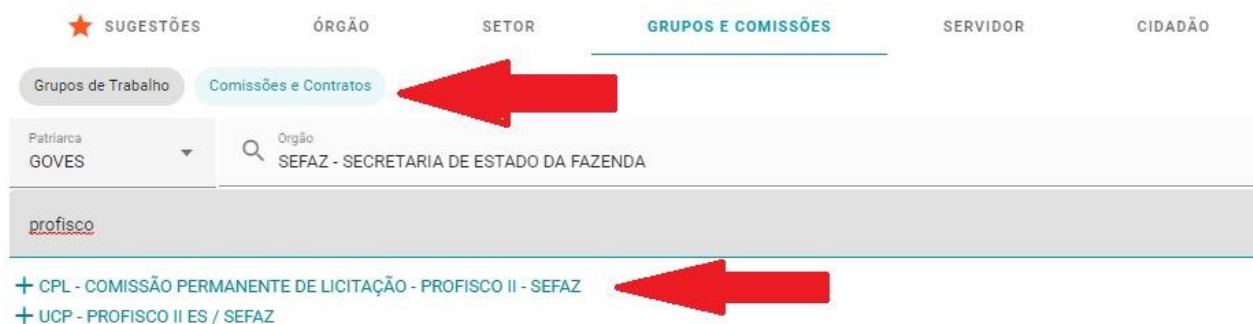 SUGESTÕES ÓRGÃO SETOR GRUPOS E COMISSÕES SERVIDOR CIDADÃO
Grupos de Trabalho Comissões e Contratos
Patriarca Órgão
GOVES SEFAZ - SECRETARIA DE ESTADO DA FAZENDA
profisco
+ CPL - COMISSÃO PERMANENTE DE LICITAÇÃO - PROFISCO II - SEFAZ
+ UCP - PROFISCO II ES / SEFAZ